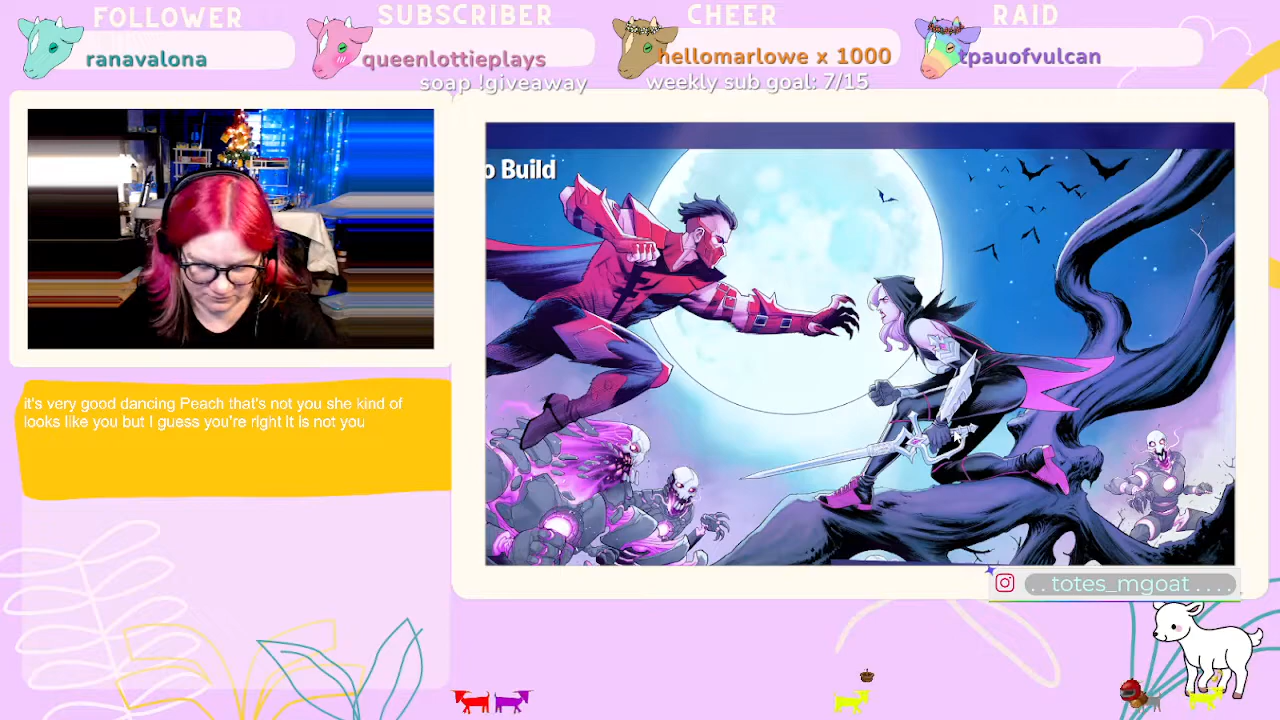 FOLLOWER
SUBSCRIBER
CHEER
RAID
ranavalona
queenlottieplays
hellomarlowe x 1000
tpauofvulcan
soap !giveaway
weekly sub goal: 7/15
o Build
it's very good dancing Peach that's not you she kind of
looks like you but I guess you're right it is not you
. . totes_mgoat . . . .